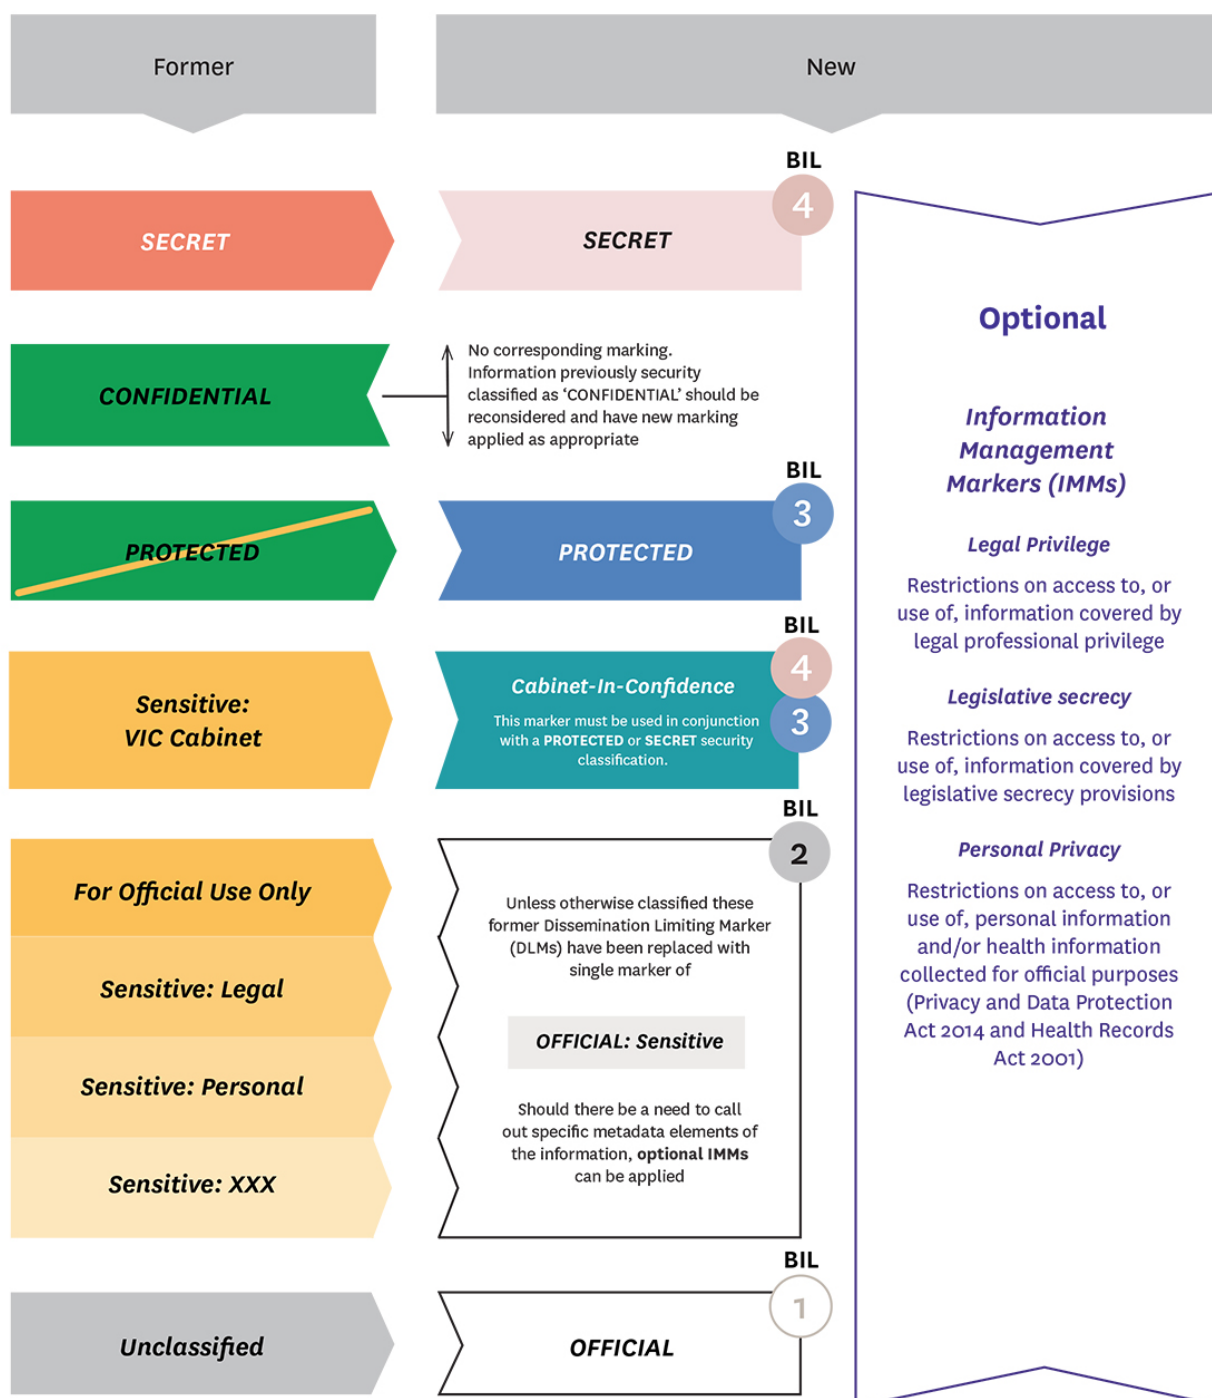 Former
New
BIL
4
SECRET
SECRET
CONFIDENTIAL
No corresponding marking.
Information previously security
classified as ‘CONFIDENTIAL’ should be
reconsidered and have new marking
applied as appropriate
BIL
3
PROTECTED
PROTECTED
BIL
4
3
Sensitive:
VIC Cabinet
Cabinet-In-Confidence
This marker must be used in conjunction
with a PROTECTED or SECRET security
classification.
BIL
2
For Official Use Only
Sensitive: Legal
Sensitive: Personal
Sensitive: XXX
Unless otherwise classified these
former Dissemination Limiting Marker
(DLMs) have been replaced with
single marker of
OFFICIAL: Sensitive
Should there be a need to call
out specific metadata elements of
the information, optional IMMs
can be applied
BIL
1
Unclassified
OFFICIAL
Optional
Information
Management
Markers (IMMs)
Legal Privilege
Restrictions on access to, or
use of, information covered by
legal professional privilege
Legislative secrecy
Restrictions on access to, or
use of, information covered by
legislative secrecy provisions
Personal Privacy
Restrictions on access to, or
use of, personal information
and/or health information
collected for official purposes
(Privacy and Data Protection
Act 2014 and Health Records
Act 2001)